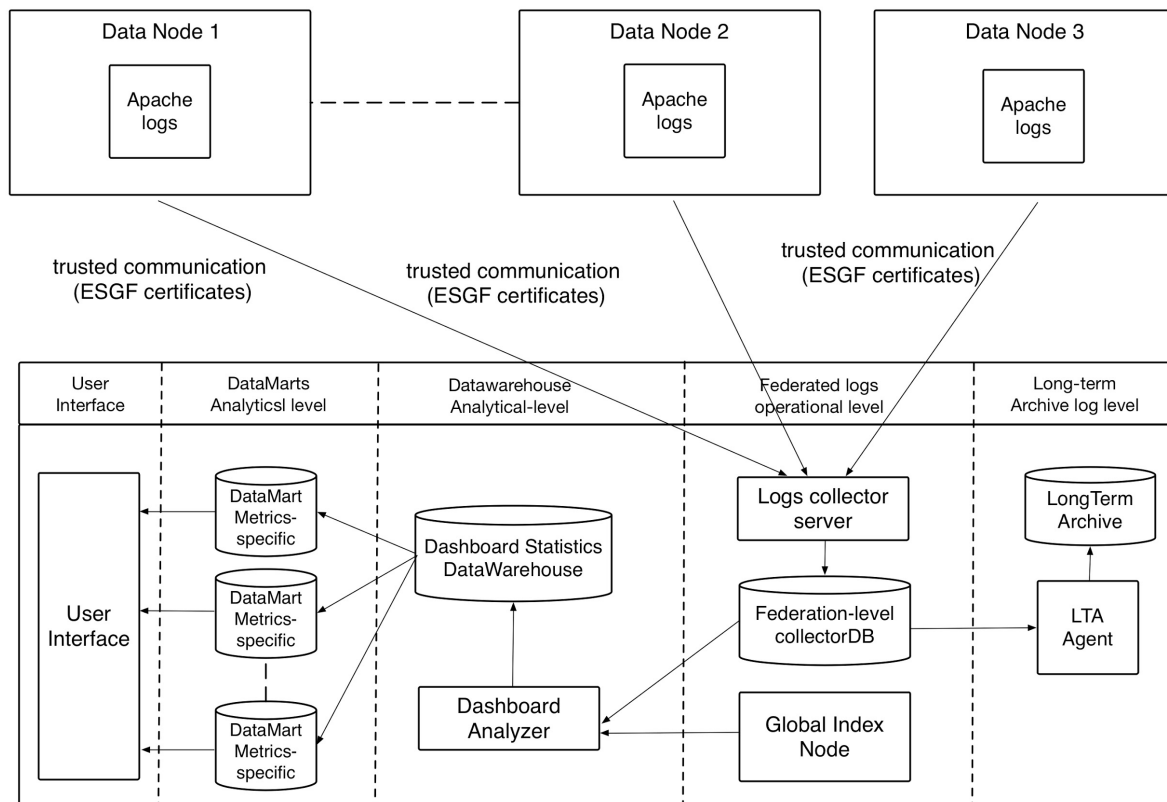 Data Node 1
Apache
logs
Data Node 2
Apache
logs
Data Node 3
Apache
logs
trusted communication
(ESGF certificates)
trusted communication
(ESGF certificates)
trusted communication
(ESGF certificates)
User
Interface
DataMarts
Analyticsl level
Datawarehouse
Analytical-level
Federated logs
operational level
Long-term
Archive log level
User
Interface
DataMart
Metrics-
specific
DataMart
Metrics-
specific
DataMart
Metrics-
specific
Dashboard Statistics
DataWarehouse
Dashboard
Analyzer
Logs collector
server
Federation-level
collectorDB
Global Index
Node
LongTerm
Archive
LTA
Agent